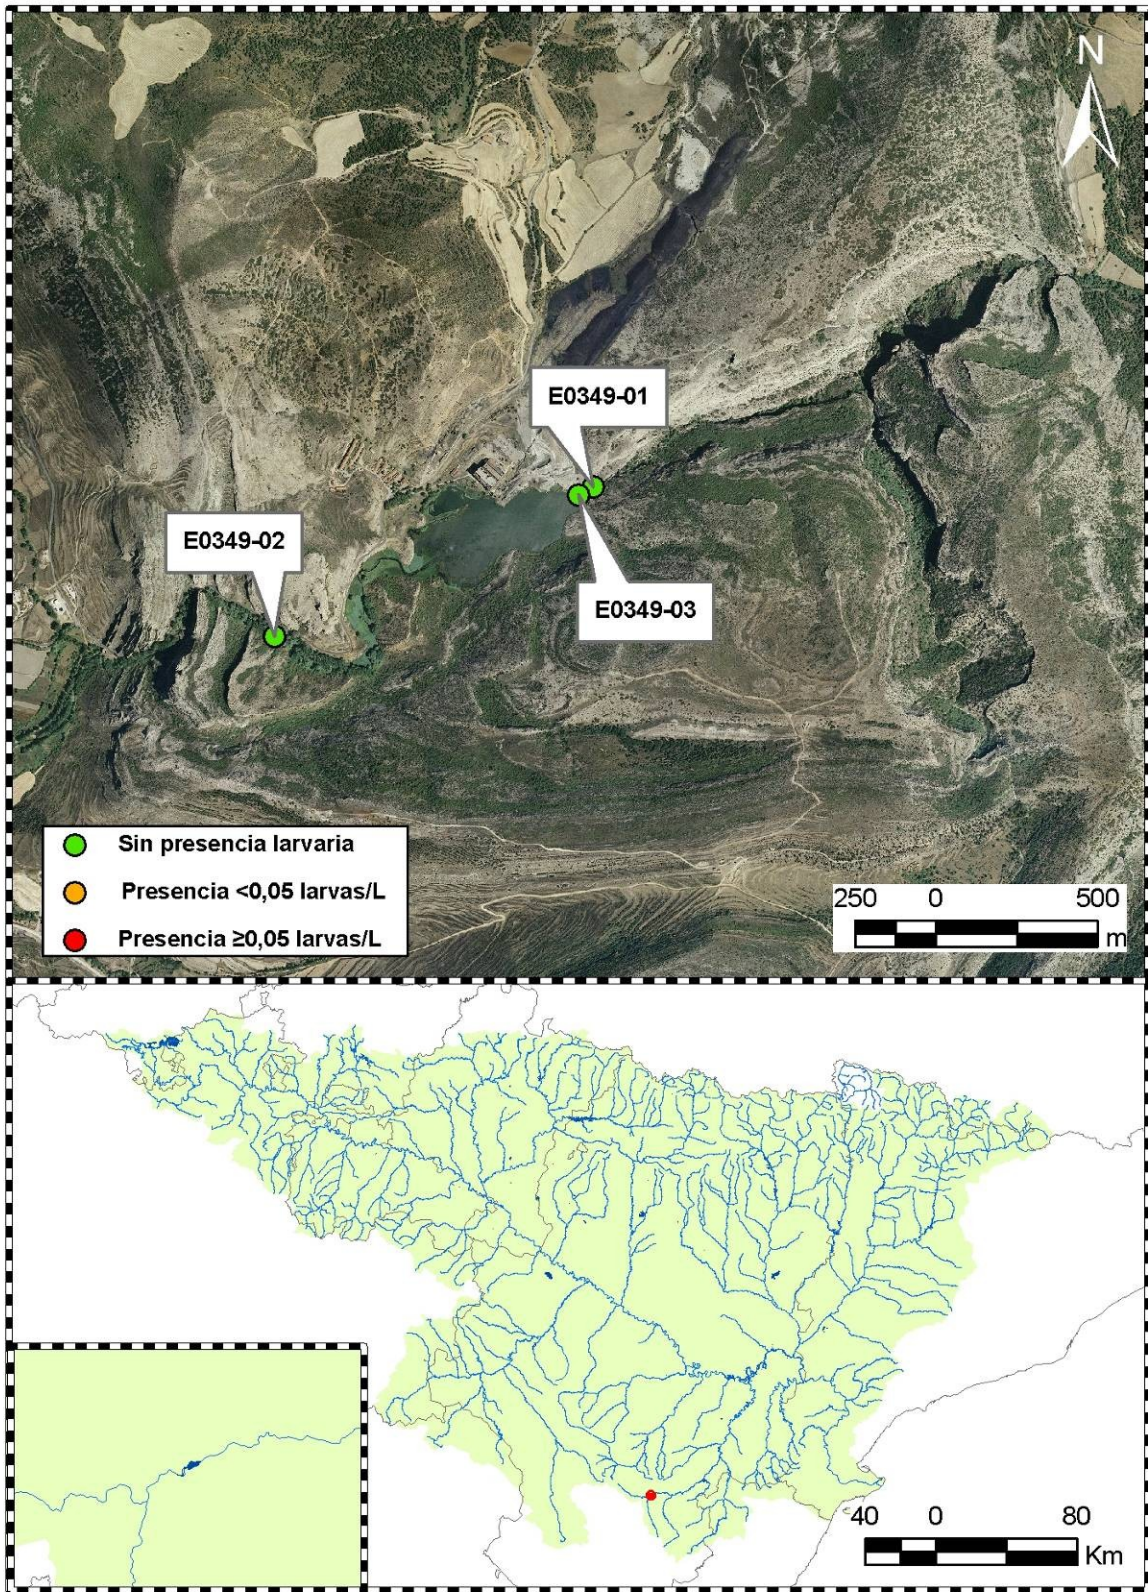 N
E0349-01
E0349-02
E0349-03
Sin presencia larvaria
Presencia <0,05 larvas/L
Presencia ≥0,05 larvas/L
250 0 500
m
40 0 80
Km